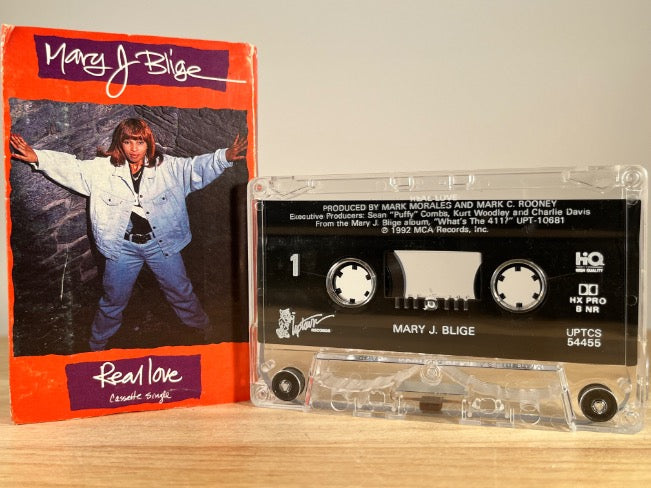 Mary J Blige
Real love
Cassette Single
REAL LOVE
PRODUCED BY MARK MORALES AND MARK C. ROONEY
Executive Producers: Sean "Puffy" Combs, Kurt Woodley and Charlie Davis
From the Mary J. Blige album, "What's The 411?" UPT-10681
© 1992 MCA Records, Inc.
1
HQ
HIGH QUALITY
HX PRO
B NR
Uptown
RECORDS
MARY J. BLIGE
UPTCS
54455